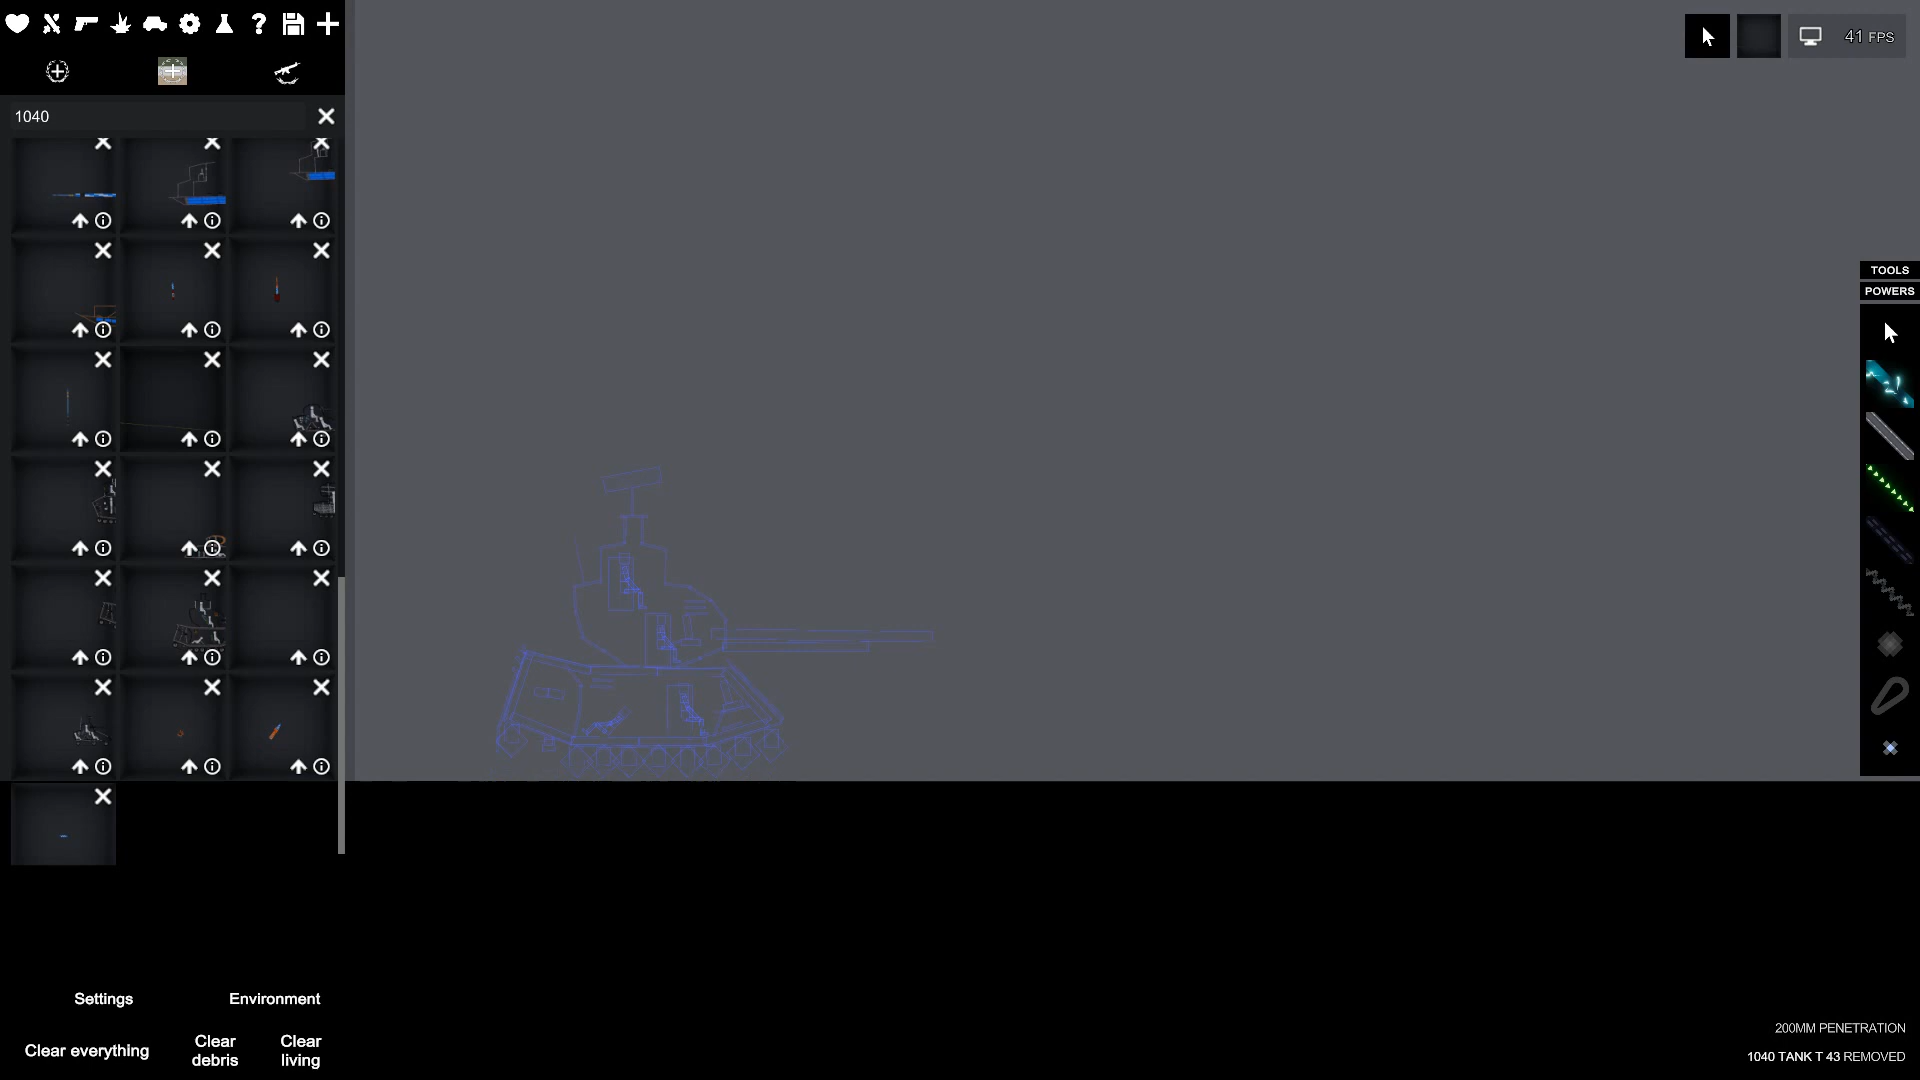 41 FPS
1040
TOOLS
POWERS
Settings
Environment
Clear everything
Clear debris
Clear living
200MM PENETRATION
1040 TANK T 43 REMOVED